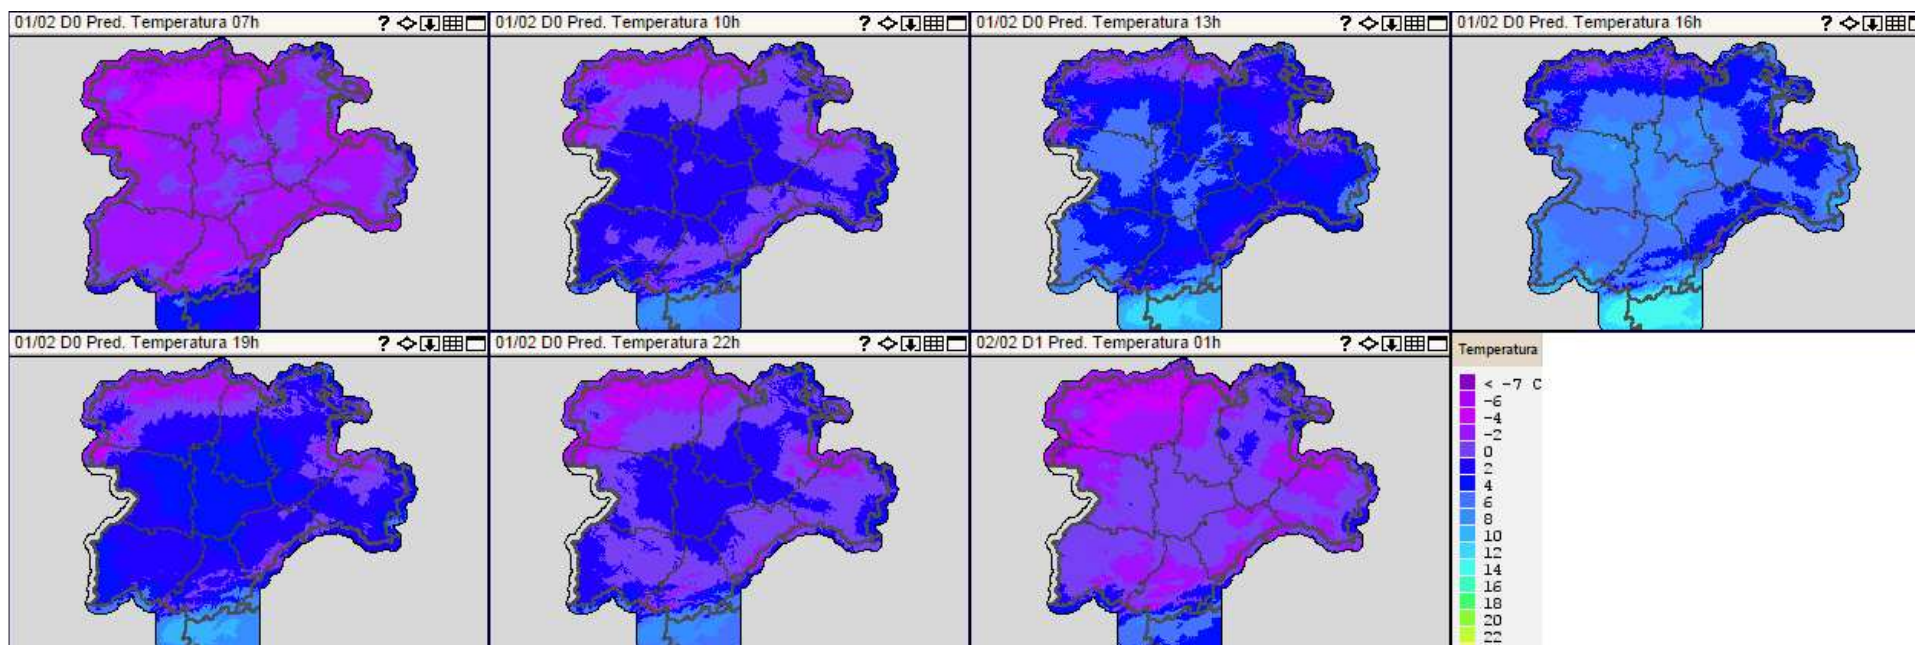 01/02 D0 Pred. Temperatura 07h ?
01/02 D0 Pred. Temperatura 10h ?
01/02 D0 Pred. Temperatura 13h ?
01/02 D0 Pred. Temperatura 16h ?
01/02 D0 Pred. Temperatura 19h ?
01/02 D0 Pred. Temperatura 22h ?
02/02 D1 Pred. Temperatura 01h ?
Temperatura
< -7 C
-6
-4
-2
0
2
4
6
8
10
12
14
16
18
20
22